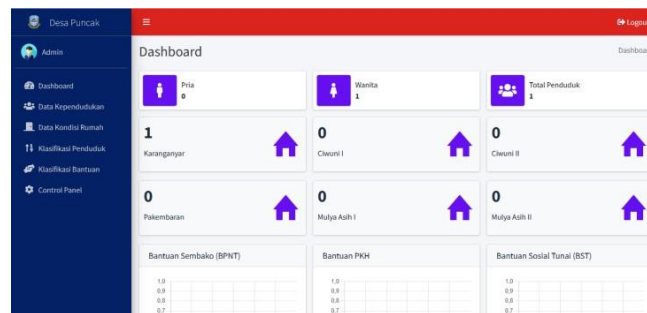 Desa Puncak
Logout
Admin
Dashboard
Dashboa
Dashboard
Data Kependudukan
Data Kondisi Rumah
Klasifikasi Penduduk
Klasifikasi Bantuan
Control Panel
Pria
0
Wanita
1
Total Penduduk
1
1
Karanganyar
0
Ciwuni I
0
Ciwuni II
0
Pakembaran
0
Mulya Asih I
0
Mulya Asih II
Bantuan Sembako (BPNT)
1,0
0,9
0,8
0,7
Bantuan PKH
1,0
0,9
0,8
0,7
Bantuan Sosial Tunai (BST)
1,0
0,9
0,8
0,7